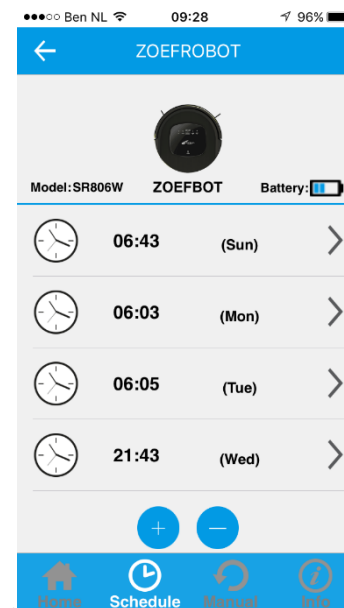 Ben NL 09:28 96%
ZOEFROBOT
Model:SR806W ZOEFBOT Battery:
06:43 (Sun)
06:03 (Mon)
06:05 (Tue)
21:43 (Wed)
+ −
Home Schedule Manual Info